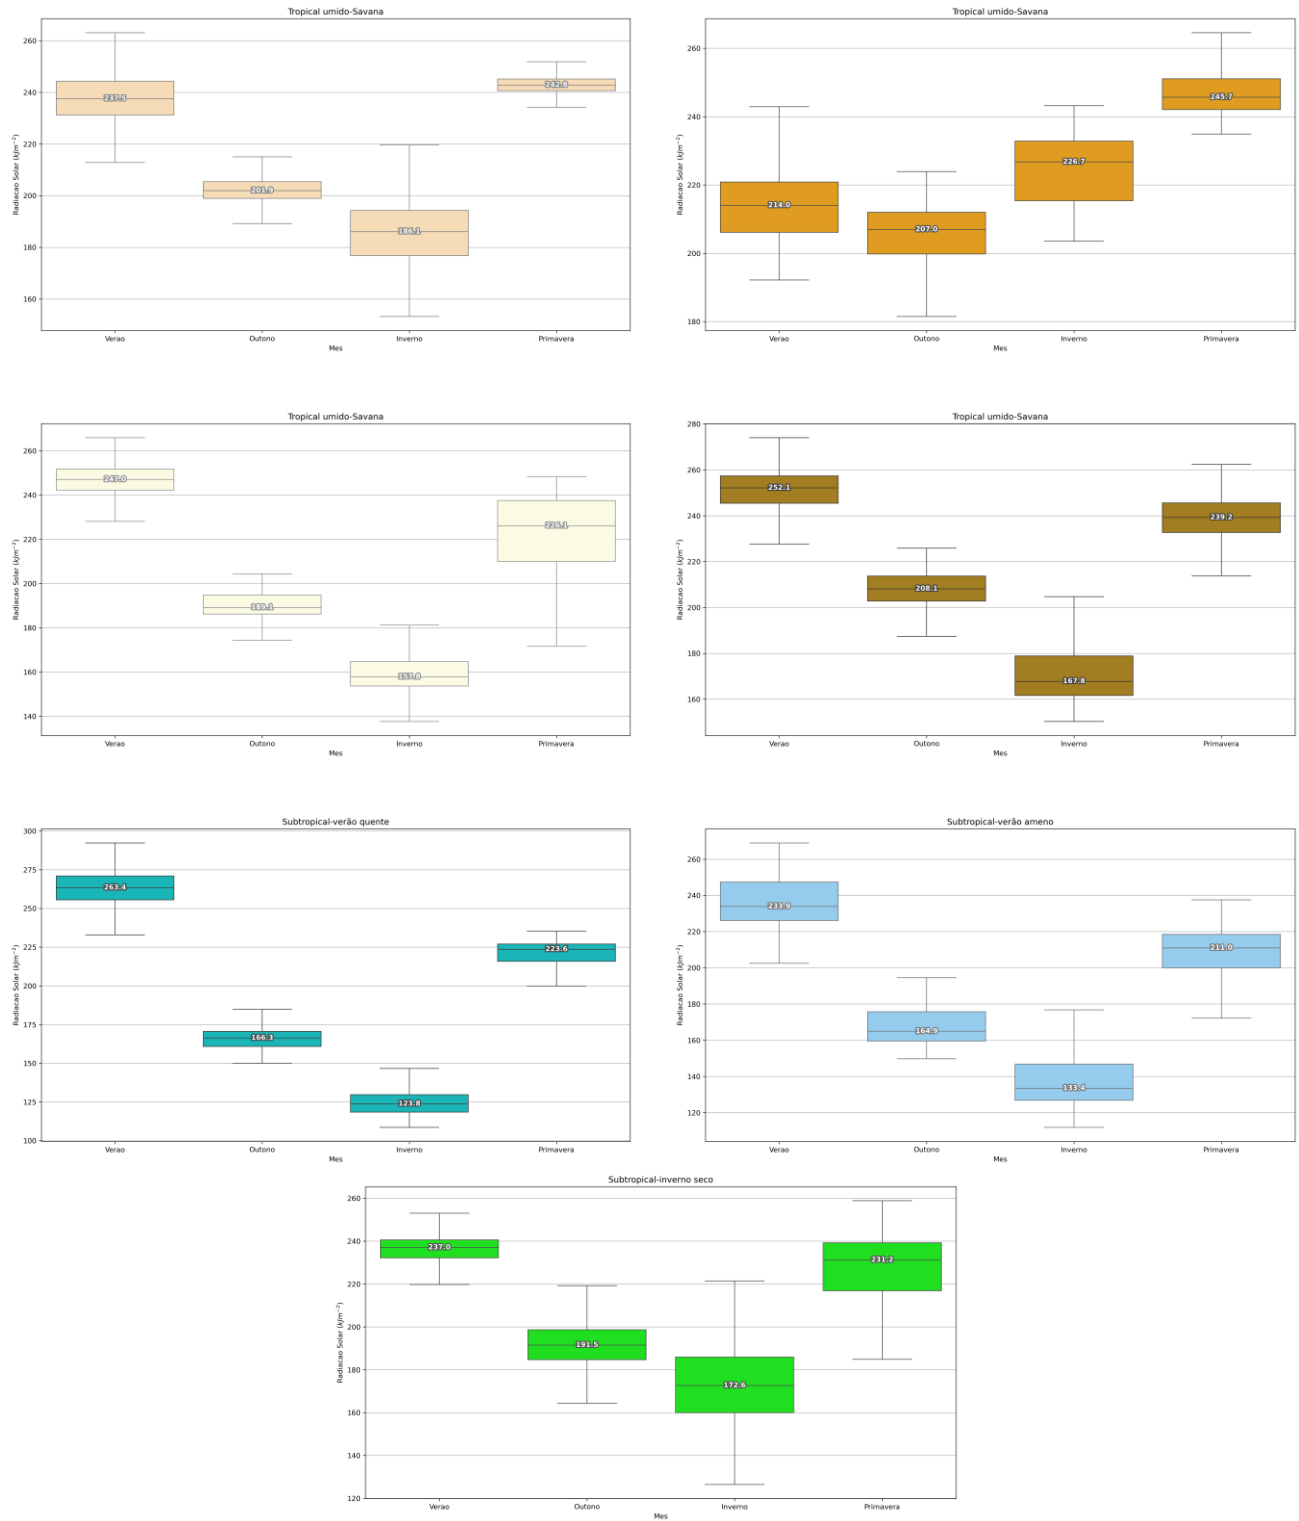 Tropical umido-Savana
260
240
220
200
180
160
Radiacao Solar (kJm⁻²)
237.5
201.9
186.1
242.8
Verao Outono Inverno Primavera
Mes
Tropical umido-Savana
260
240
220
200
180
Radiacao Solar (kJm⁻²)
214.0
207.0
226.7
245.7
Verao Outono Inverno Primavera
Mes
Tropical umido-Savana
260
240
220
200
180
160
140
Radiacao Solar (kJm⁻²)
247.0
189.1
157.8
226.1
Verao Outono Inverno Primavera
Mes
Tropical umido-Savana
280
260
240
220
200
180
160
Radiacao Solar (kJm⁻²)
252.1
208.1
167.8
239.2
Verao Outono Inverno Primavera
Mes
Subtropical-verão quente
300
275
250
225
200
175
150
125
100
Radiacao Solar (kJm⁻²)
263.4
166.3
123.8
223.6
Verao Outono Inverno Primavera
Mes
Subtropical-verão ameno
260
240
220
200
180
160
140
120
Radiacao Solar (kJm⁻²)
233.9
164.9
133.4
211.0
Verao Outono Inverno Primavera
Mes
Subtropical-inverno seco
260
240
220
200
180
160
140
120
Radiacao Solar (kJm⁻²)
237.0
191.5
172.6
231.2
Verao Outono Inverno Primavera
Mes